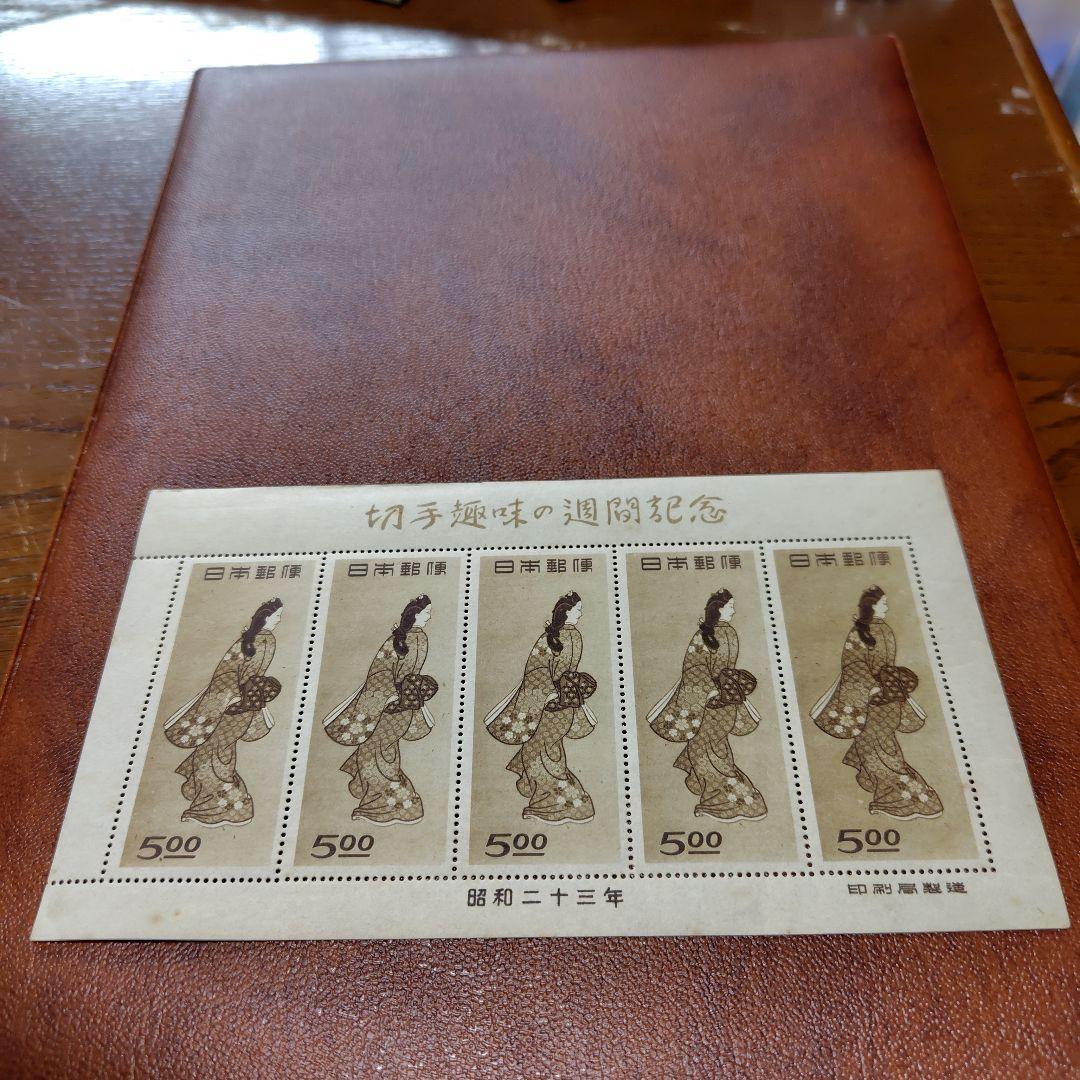 切手趣味の週間記念
日本郵便 日本郵便 日本郵便 日本郵便 日本郵便
5.00 5.00 5.00 5.00 5.00
昭和二十三年
印刷局製造